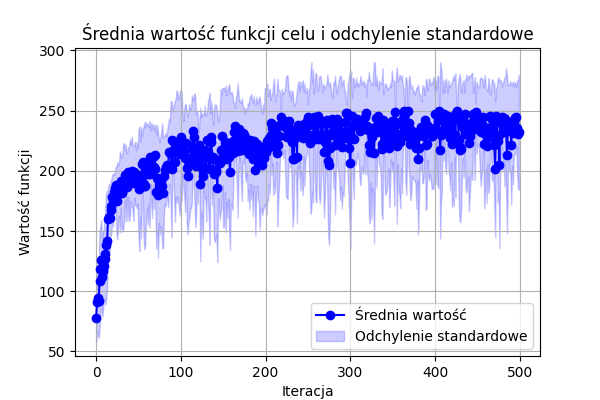 Średnia wartość funkcji celu i odchylenie standardowe
300
250
200
150
100
50
Wartość funkcji
0
100
200
300
400
500
Iteracja
Średnia wartość
Odchylenie standardowe